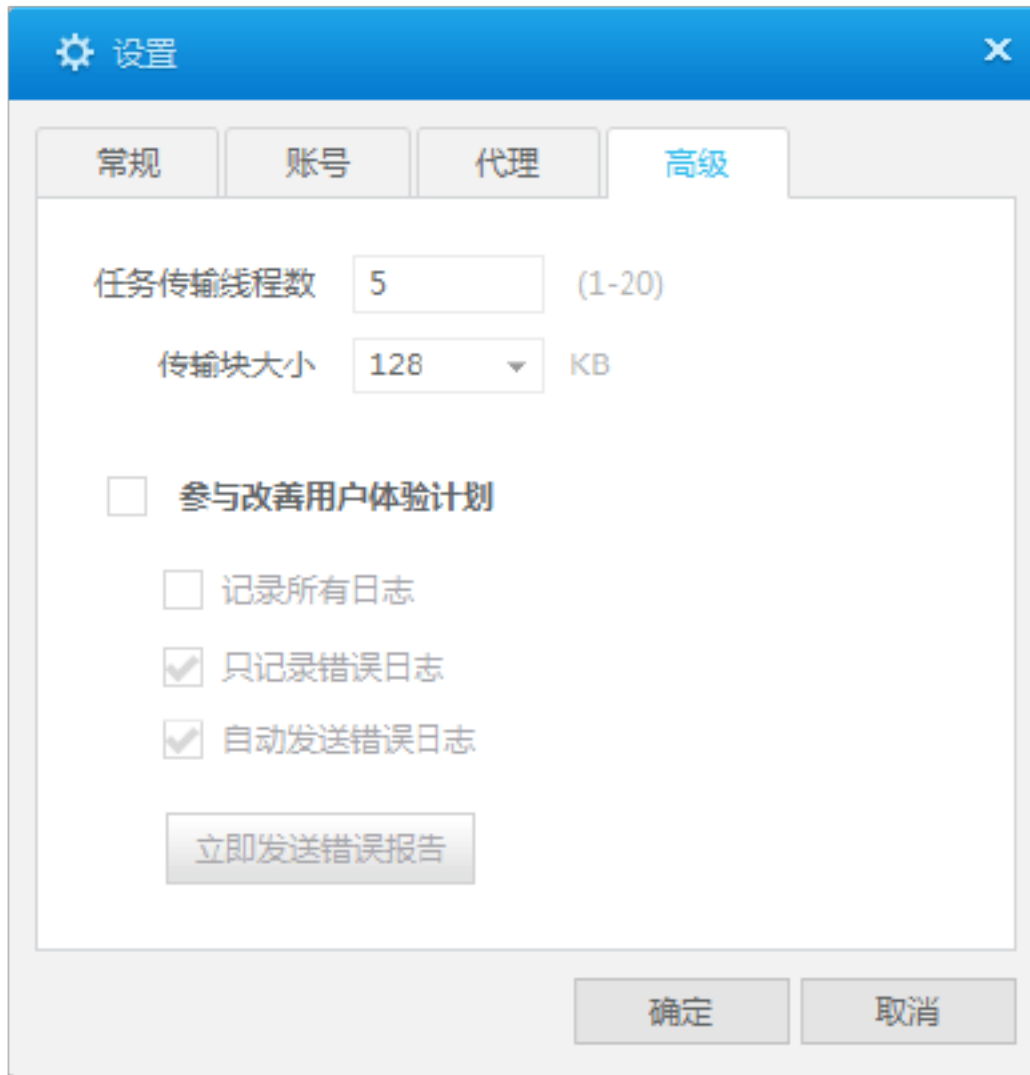 设置
常规 账号 代理 高级
任务传输线程数 5 (1-20)
传输块大小 128 KB
参与改善用户体验计划
记录所有日志
只记录错误日志
自动发送错误日志
立即发送错误报告
确定 取消